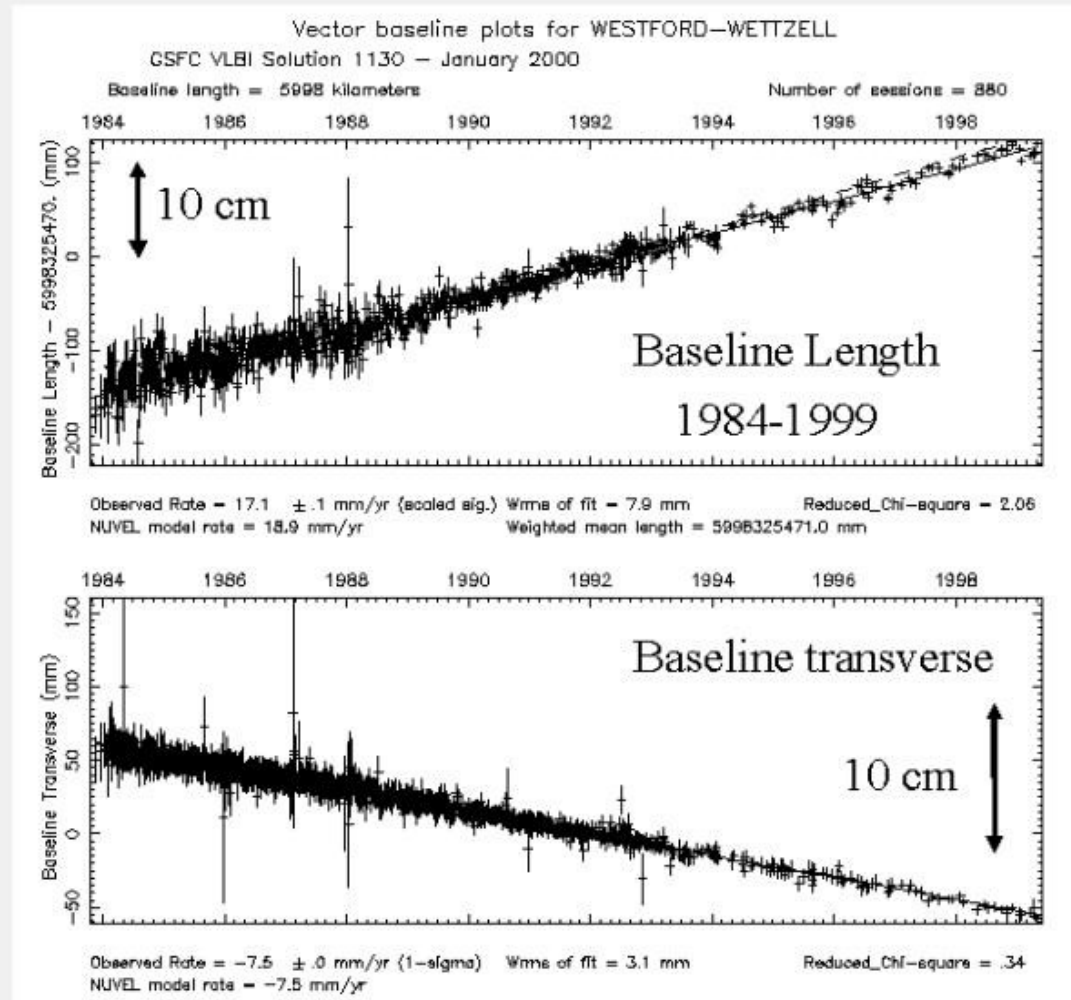 Vector baseline plots for WESTFORD-WETTZELL
GSFC VLBI Solution 1130 - January 2000
Baseline length = 5998 kilometers Number of sessions = 880
1984 1986 1988 1990 1992 1994 1996 1998
Baseline Length - 5998325470. (mm)
100
0
-100
-200
10 cm
Baseline Length
1984-1999
Observed Rate = 17.1 ± .1 mm/yr (scaled sig.) Wrms of fit = 7.9 mm Reduced_Chi-square = 2.06
NUVEL model rate = 18.9 mm/yr Weighted mean length = 5998325471.0 mm
1984 1986 1988 1990 1992 1994 1996 1998
Baseline Transverse (mm)
150
100
50
0
-50
Baseline transverse
10 cm
Observed Rate = -7.5 ± .0 mm/yr (1-sigma) Wrms of fit = 3.1 mm Reduced_Chi-square = .34
NUVEL model rate = -7.5 mm/yr